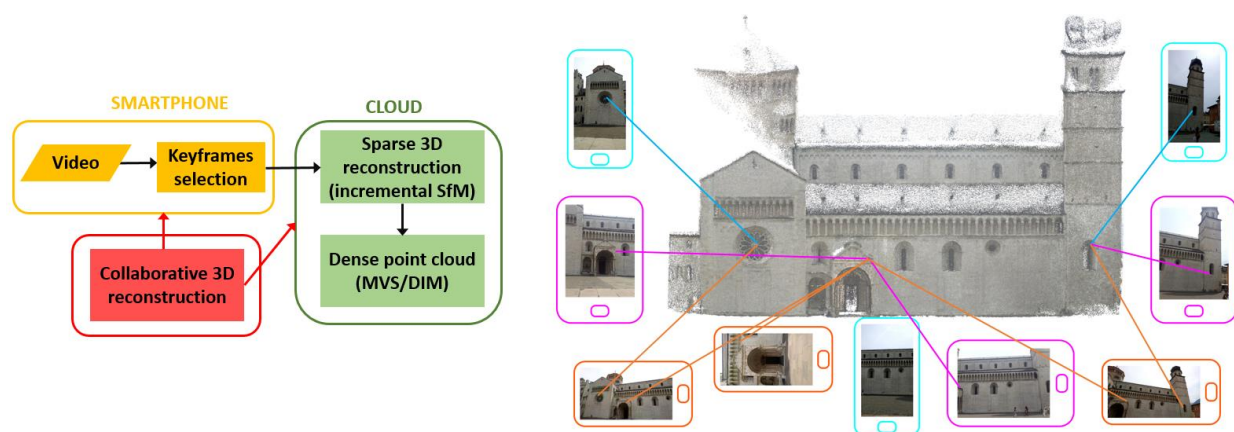 SMARTPHONE
Video
Keyframes
selection
CLOUD
Sparse 3D
reconstruction
(incremental SfM)
Dense point cloud
(MVS/DIM)
Collaborative 3D
reconstruction